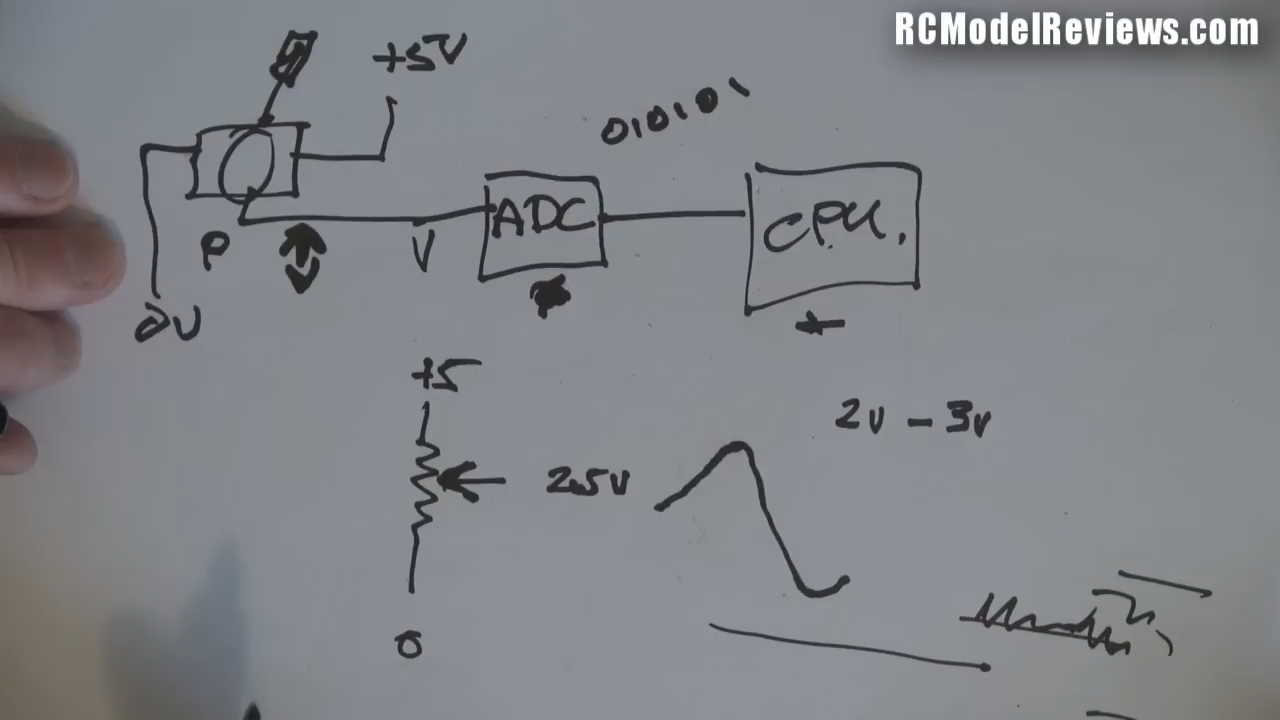 RCModelReviews.com
+5V
010101
ADC
CPU.
P
V
0V
+5
2v - 3v
2.5V
0